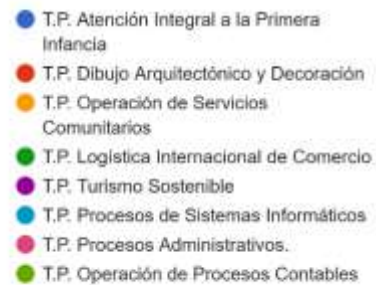 T.P. Atención Integral a la Primera
Infancia
T.P. Dibujo Arquitectónico y Decoración
T.P. Operación de Servicios
Comunitarios
T.P. Logística Internacional de Comercio
T.P. Turismo Sostenible
T.P. Procesos de Sistemas Informáticos
T.P. Procesos Administrativos.
T.P. Operación de Procesos Contables